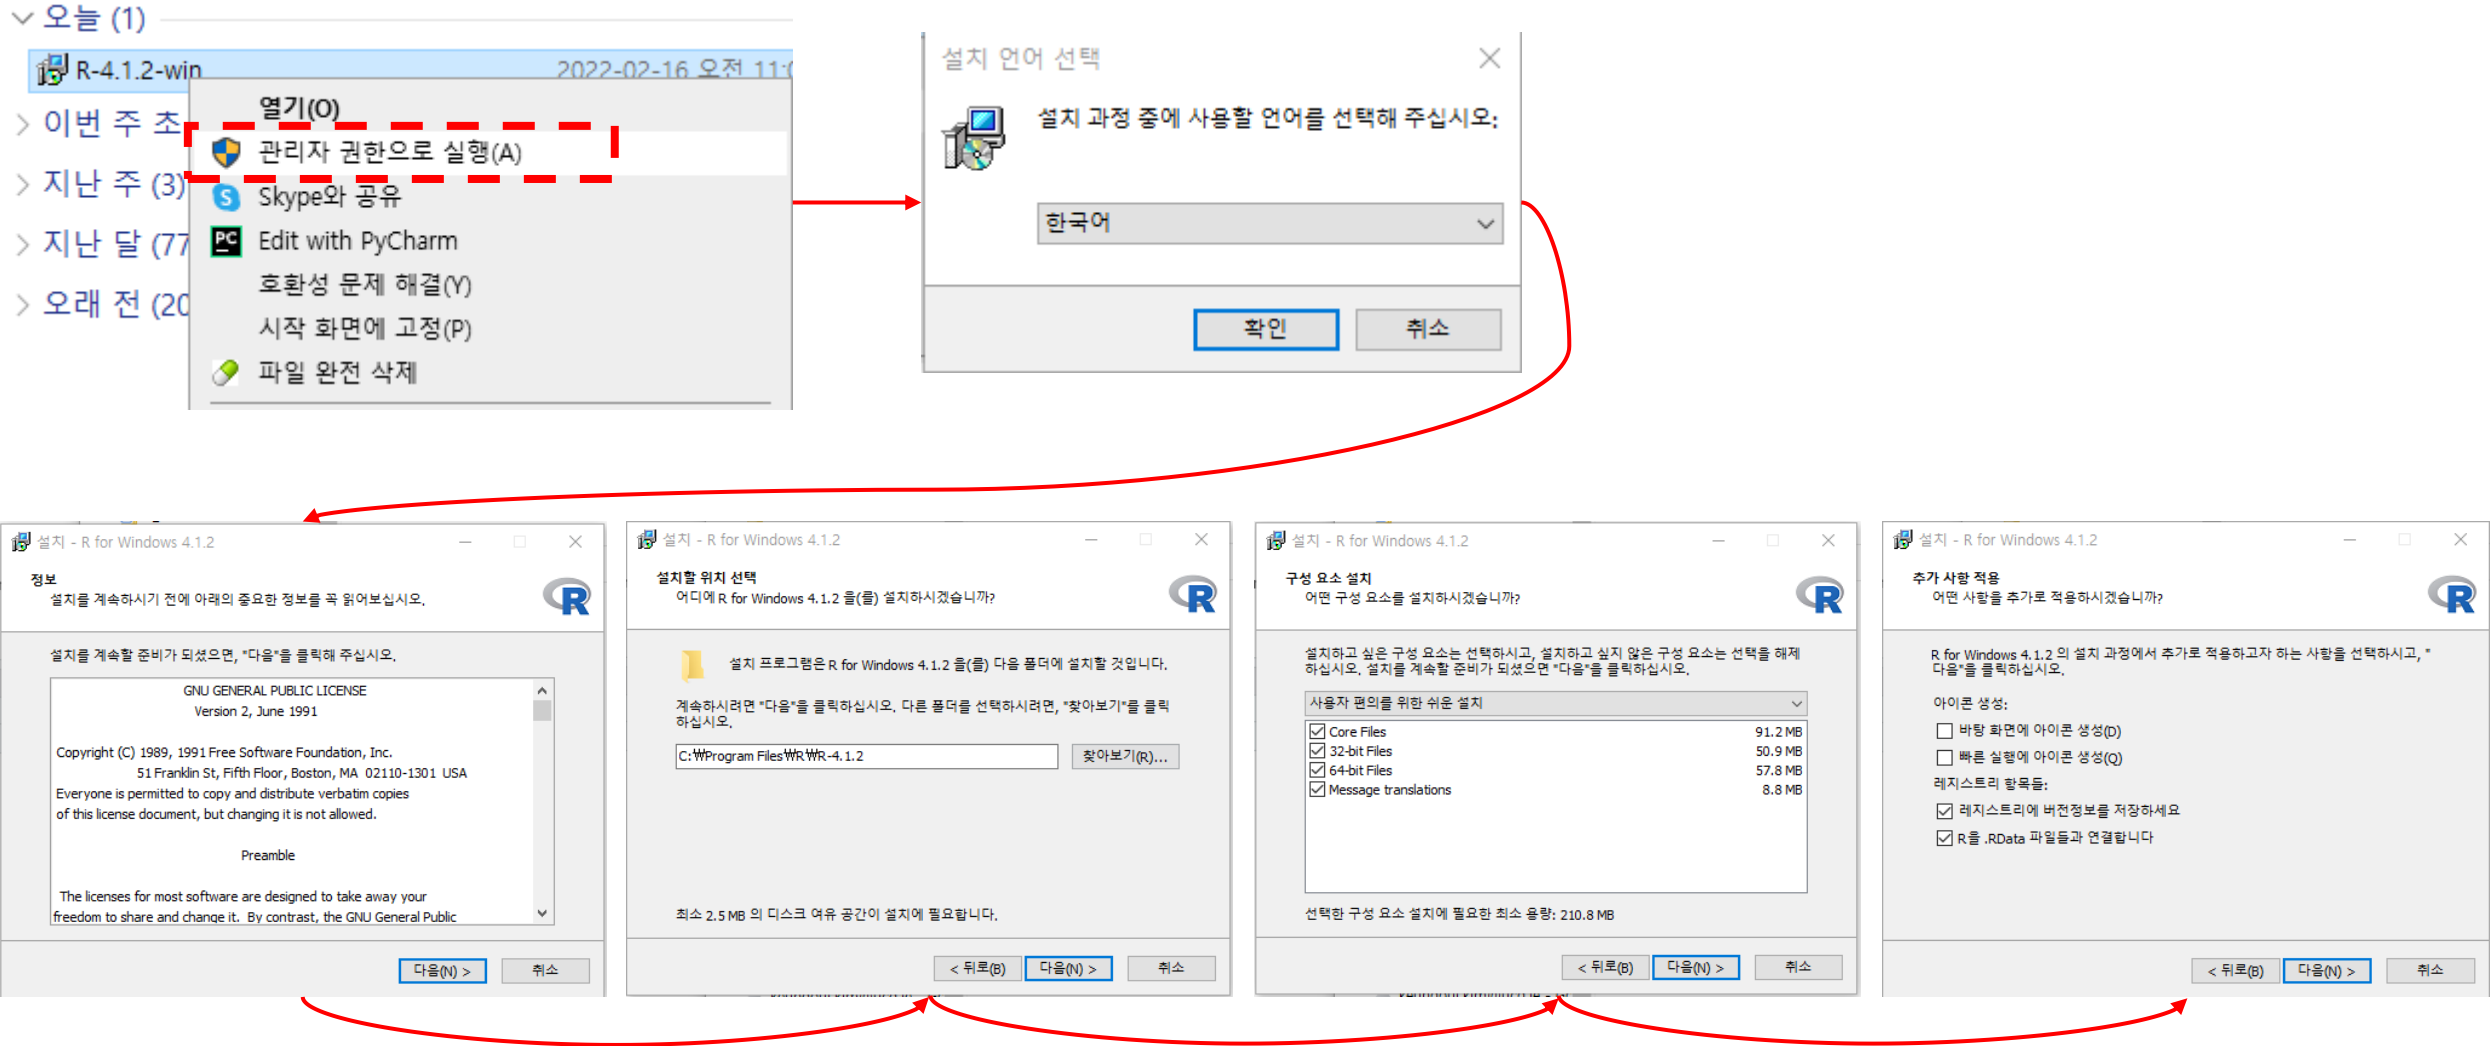 오늘 (1)
R-4.1.2-win 2022-02-16 오전
이번 주 초
지난 주 (3)
지난 달 (77
오래 전 (20
열기(O)
관리자 권한으로 실행(A)
Skype와 공유
PC Edit with PyCharm
호환성 문제 해결(Y)
시작 화면에 고정(P)
파일 완전 삭제
설치 언어 선택
설치 과정 중에 사용할 언어를 선택해 주십시오:
한국어
확인 취소
설치 - R for Windows 4.1.2
정보
설치를 계속하시기 전에 아래의 중요한 정보를 꼭 읽어보십시오.
R
설치를 계속할 준비가 되셨으면, "다음"을 클릭해 주십시오.
GNU GENERAL PUBLIC LICENSE
Version 2, June 1991
Copyright (C) 1989, 1991 Free Software Foundation, Inc.
51 Franklin St, Fifth Floor, Boston, MA 02110-1301 USA
Everyone is permitted to copy and distribute verbatim copies
of this license document, but changing it is not allowed.
Preamble
The licenses for most software are designed to take away your
freedom to share and change it. By contrast, the GNU General Public
다음(N) > 취소
설치 - R for Windows 4.1.2
설치할 위치 선택
어디에 R for Windows 4.1.2 을(를) 설치하시겠습니까?
R
설치 프로그램은 R for Windows 4.1.2 을(를) 다음 폴더에 설치할 것입니다.
계속하시려면 "다음"을 클릭하십시오. 다른 폴더를 선택하시려면, "찾아보기"를 클릭
하십시오.
C:₩Program Files₩R₩R-4.1.2 찾아보기(R)...
최소 2.5 MB 의 디스크 여유 공간이 설치에 필요합니다.
< 뒤로(B) 다음(N) > 취소
설치 - R for Windows 4.1.2
구성 요소 설치
어떤 구성 요소를 설치하시겠습니까?
R
설치하고 싶은 구성 요소는 선택하시고, 설치하고 싶지 않은 구성 요소는 선택을 해제
하십시오. 설치를 계속할 준비가 되셨으면 "다음"을 클릭하십시오.
사용자 편의를 위한 쉬운 설치
Core Files 91.2 MB
32-bit Files 50.9 MB
64-bit Files 57.8 MB
Message translations 8.8 MB
선택한 구성 요소 설치에 필요한 최소 용량: 210.8 MB
< 뒤로(B) 다음(N) > 취소
설치 - R for Windows 4.1.2
추가 사항 적용
어떤 사항을 추가로 적용하시겠습니까?
R
R for Windows 4.1.2 의 설치 과정에서 추가로 적용하고자 하는 사항을 선택하시고, "
다음"을 클릭하십시오.
아이콘 생성:
바탕 화면에 아이콘 생성(D)
빠른 실행에 아이콘 생성(Q)
레지스트리 항목들:
레지스트리에 버전정보를 저장하세요
R을 .RData 파일들과 연결합니다
< 뒤로(B) 다음(N) > 취소